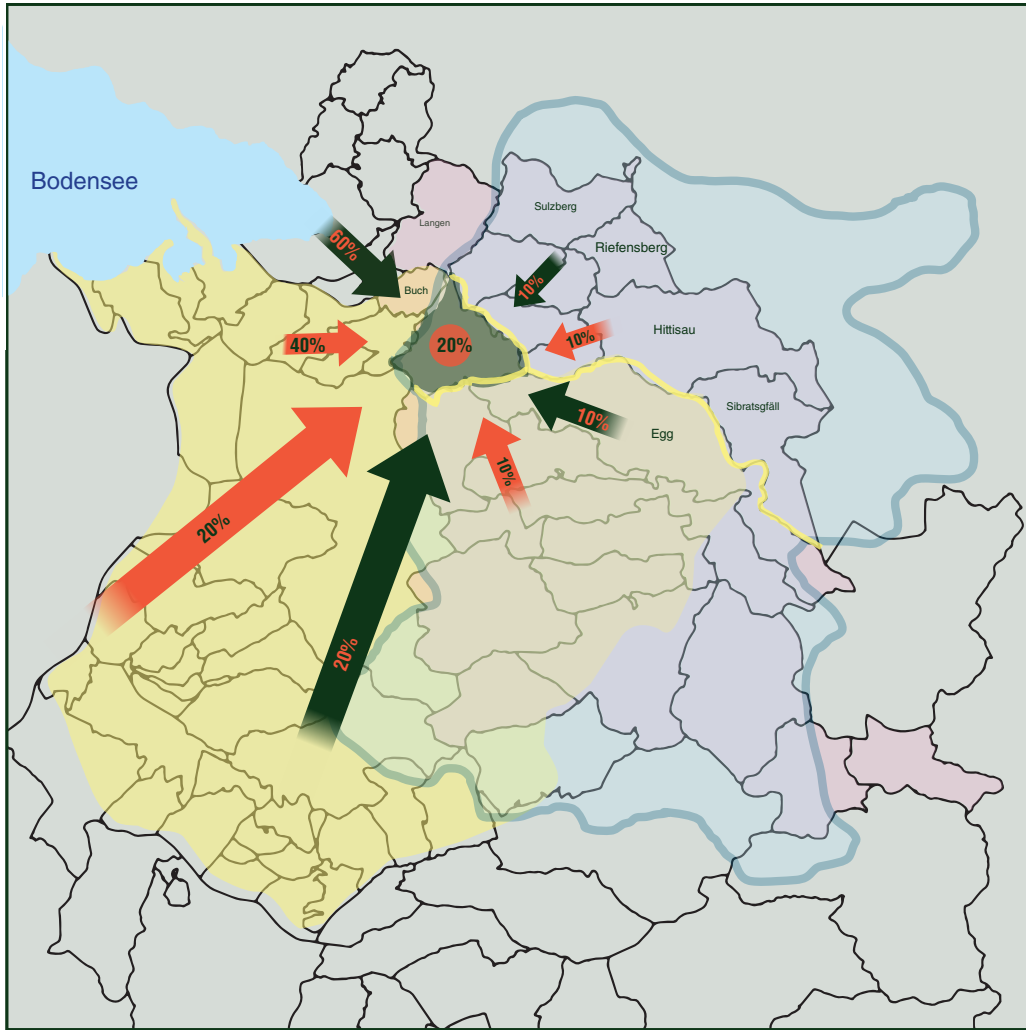 Bodensee
Langen
Sulzberg
Riefensberg
60%
Buch
10%
Hittisau
40%
20%
10%
Sibratsgfäll
10%
Egg
10%
20%
20%